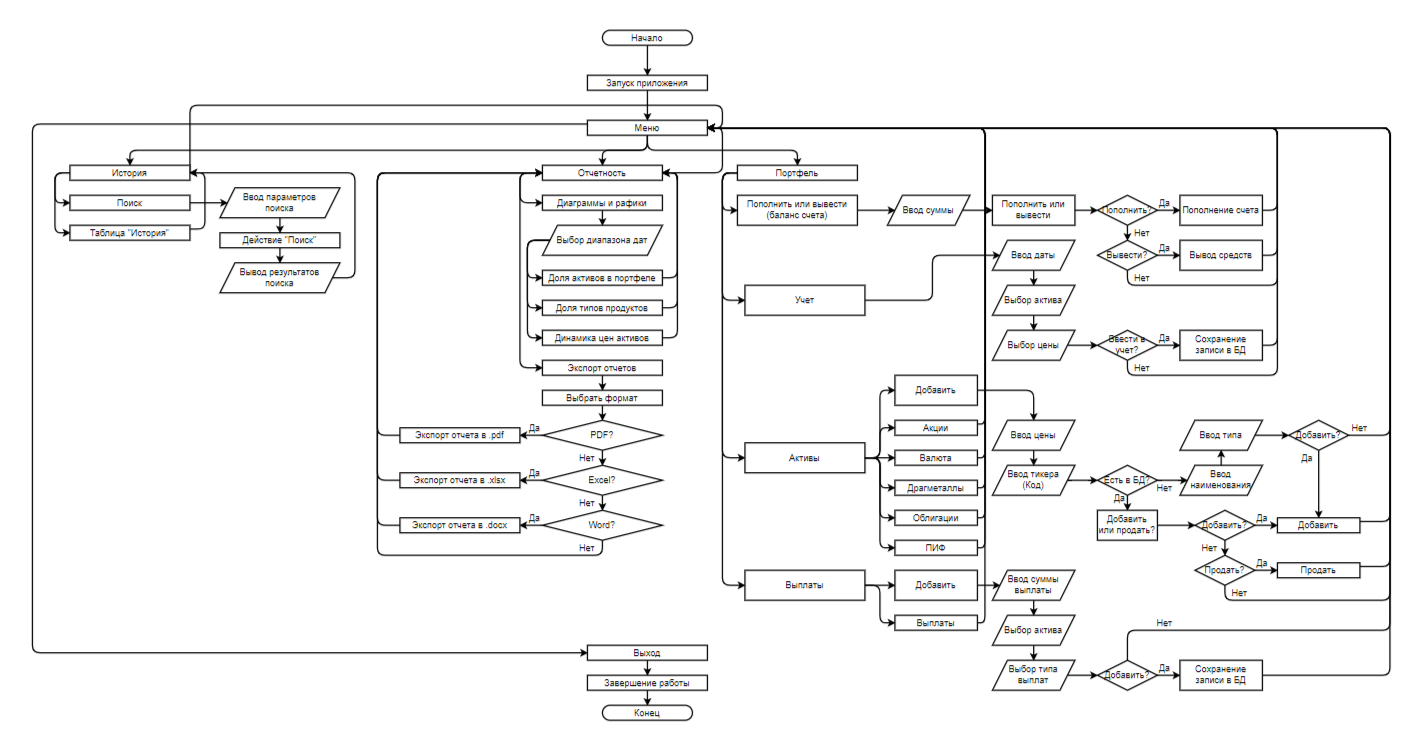 Начало
Запуск приложения
Меню
История
Поиск
Таблица "История"
Ввод параметров
поиска
Действие "Поиск"
Вывод результатов
поиска
Отчетность
Диаграммы и рафики
Выбор диапазона дат
Доля активов в портфеле
Доля типов продуктов
Динамика цен активов
Экспорт отчетов
Выбрать формат
PDF?
Да
Экспорт отчета в .pdf
Нет
Excel?
Да
Экспорт отчета в .xlsx
Нет
Word?
Да
Экспорт отчета в .docx
Нет
Портфель
Пополнить или вывести
(баланс счета)
Ввод суммы
Пополнить или
вывести
Пополнить?
Да
Пополнение счета
Нет
Вывести?
Да
Вывод средств
Нет
Учет
Ввод даты
Выбор актива
Выбор цены
Ввести в
учет?
Да
Сохранение
записи в БД
Нет
Активы
Добавить
Акции
Валюта
Драгметаллы
Облигации
ПИФ
Ввод цены
Ввод тикера
(Код)
Есть в БД?
Нет
Да
Ввод
наименования
Ввод типа
Добавить?
Нет
Да
Добавить
или продать?
Добавить?
Да
Добавить
Нет
Продать?
Да
Продать
Нет
Выплаты
Добавить
Выплаты
Ввод суммы
выплаты
Выбор актива
Выбор типа
выплат
Добавить?
Нет
Да
Сохранение
записи в БД
Выход
Завершение работы
Конец